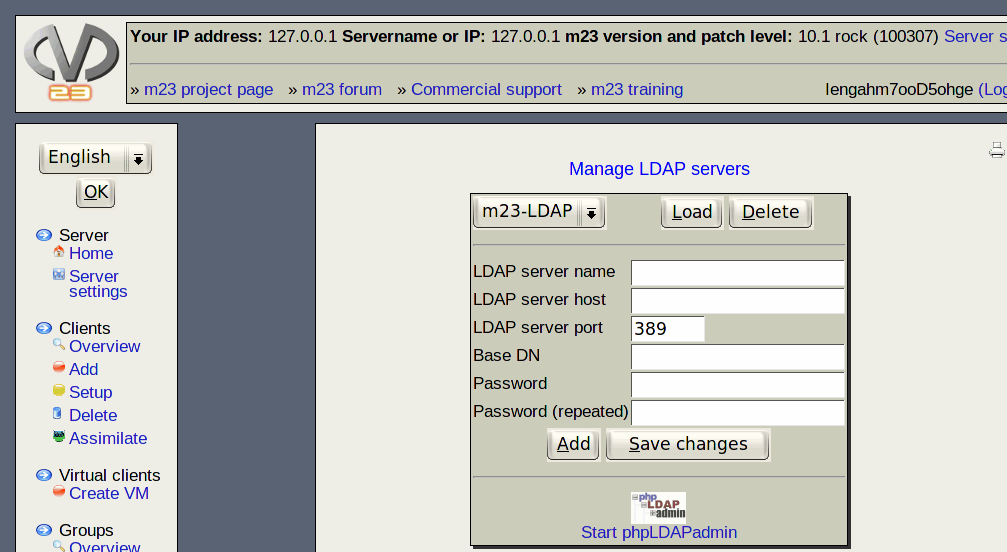 Your IP address: 127.0.0.1 Servername or IP: 127.0.0.1 m23 version and patch level: 10.1 rock (100307) Server s
23
» m23 project page » m23 forum » Commercial support » m23 training Iengahm7ooD5ohge (Log
English
OK
Server
Home
Server
settings
Clients
Overview
Add
Setup
Delete
Assimilate
Virtual clients
Create VM
Groups
Overview
Manage LDAP servers
m23-LDAP Load Delete
LDAP server name
LDAP server host
LDAP server port 389
Base DN
Password
Password (repeated)
Add Save changes
php
LDAP
admin
Start phpLDAPadmin